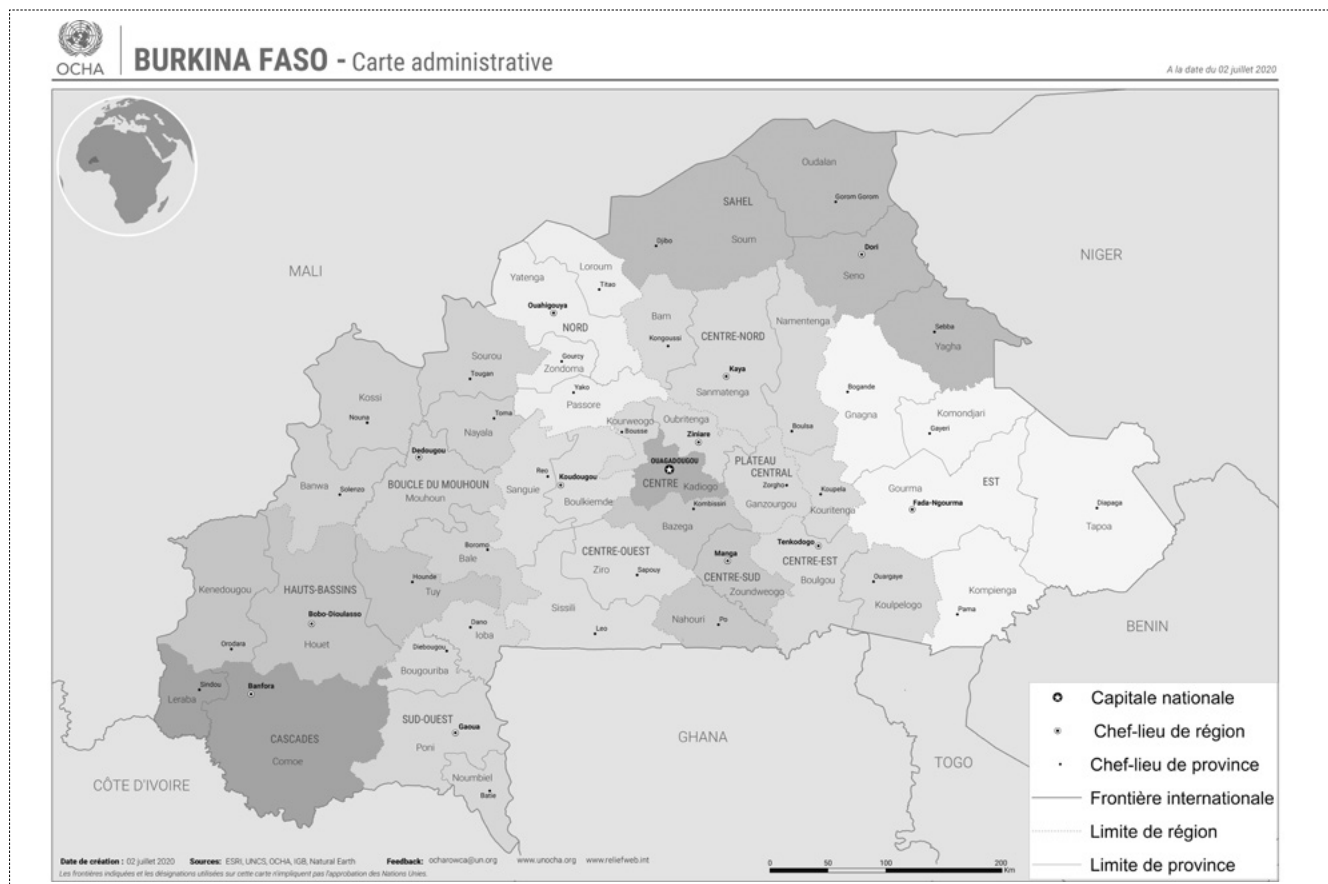 OCHA
BURKINA FASO - Carte administrative
A la date du 02 juillet 2020
Oudalan
Gorom Gorom
SAHEL
Djibo
Soum
Dori
Seno
NIGER
MALI
Loroum
Yatenga
Titao
Ouahigouya
NORD
Barn
Namentenga
Sebba
Yagha
CENTRE-NORD
Kongoussi
Sourou
Gourcy
Zondoma
Tougan
Kaya
Yako
Sanmatenga
Bogande
Kossi
Passore
Gnagna
Komondjari
Nouna
Toma
Nayala
Kourweogo
Oubritenga
Bousse
Boulsa
Gayeri
Ziniare
Dedougou
OUAGADOUGOU
PLATEAU
CENTRAL
Reo
Koudougou
CENTRE
Kadiogo
Zorgho
Koupela
Gourma
EST
Banwa
Solenzo
BOUCLE DU MOUHOUN
Mouhoun
Sanguie
Boulkiemde
Kombissiri
Ganzourgou
Kouritenga
Fada-Ngourma
Diapaga
Tapoa
Bazega
Boromo
Bale
CENTRE-OUEST
Ziro
Sapouy
Manga
Tenkodogo
CENTRE-EST
CENTRE-SUD
Zoundweogo
Boulgou
Ouargaye
Koulpelogo
Kompienga
Kenedougou
HAUTS-BASSINS
Hounde
Tuy
Bobo-Dioulasso
Houet
Sissili
Leo
Nahouri
Po
Pama
Dano
Ioba
Orodara
Diebougou
Bougouriba
BENIN
Sindou
Leraba
Banfora
SUD-OUEST
Gaoua
Poni
CASCADES
Comoe
GHANA
TOGO
Noumbiel
Batie
CÔTE D'IVOIRE
Capitale nationale
Chef-lieu de région
Chef-lieu de province
Frontière internationale
Limite de région
Limite de province
Date de création : 02 juillet 2020 Sources: ESRI, UNCS, OCHA, IGB, Natural Earth Feedback: ocharowca@un.org www.unocha.org www.reliefweb.int
Les frontières indiquées et les désignations utilisées sur cette carte n'impliquent pas l'approbation des Nations Unies.
0 50 100 200
Km